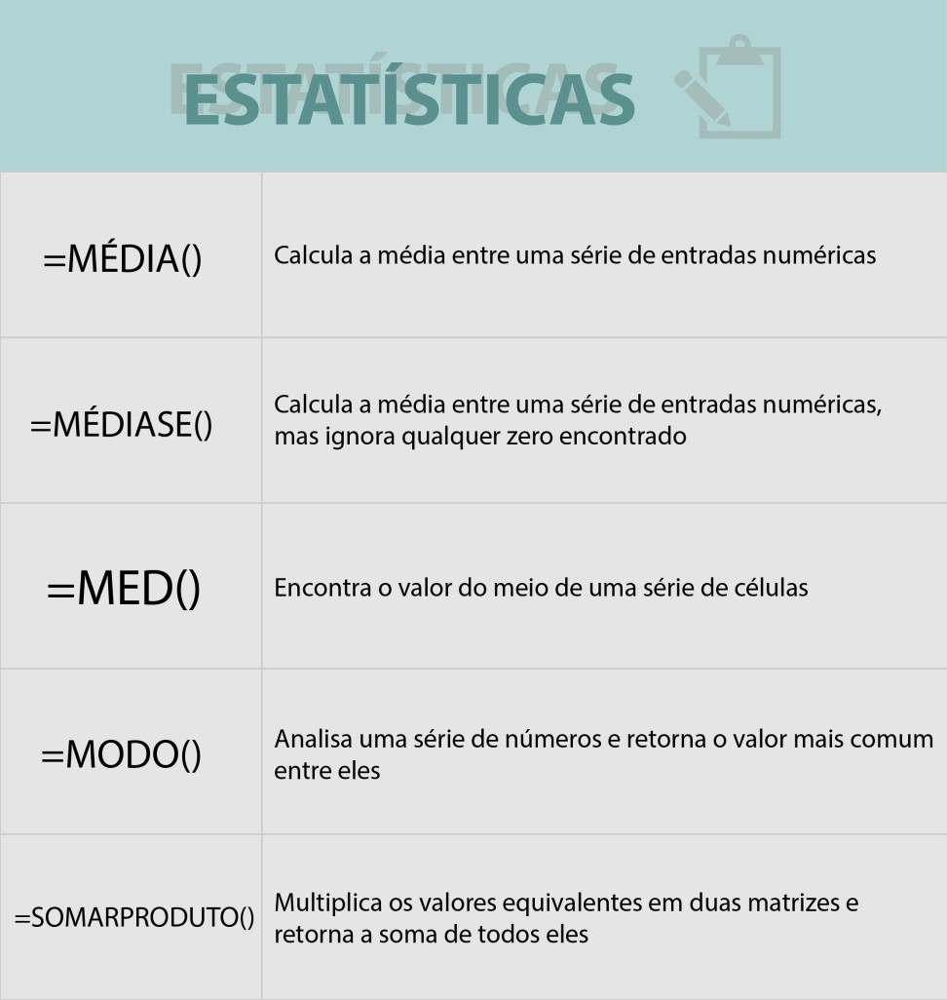 ESTATÍSTICAS
=MÉDIA()
Calcula a média entre uma série de entradas numéricas
=MÉDIASE()
Calcula a média entre uma série de entradas numéricas,
mas ignora qualquer zero encontrado
=MED()
Encontra o valor do meio de uma série de células
=MODO()
Analisa uma série de números e retorna o valor mais comum
entre eles
=SOMARPRODUTO()
Multiplica os valores equivalentes em duas matrizes e
retorna a soma de todos eles